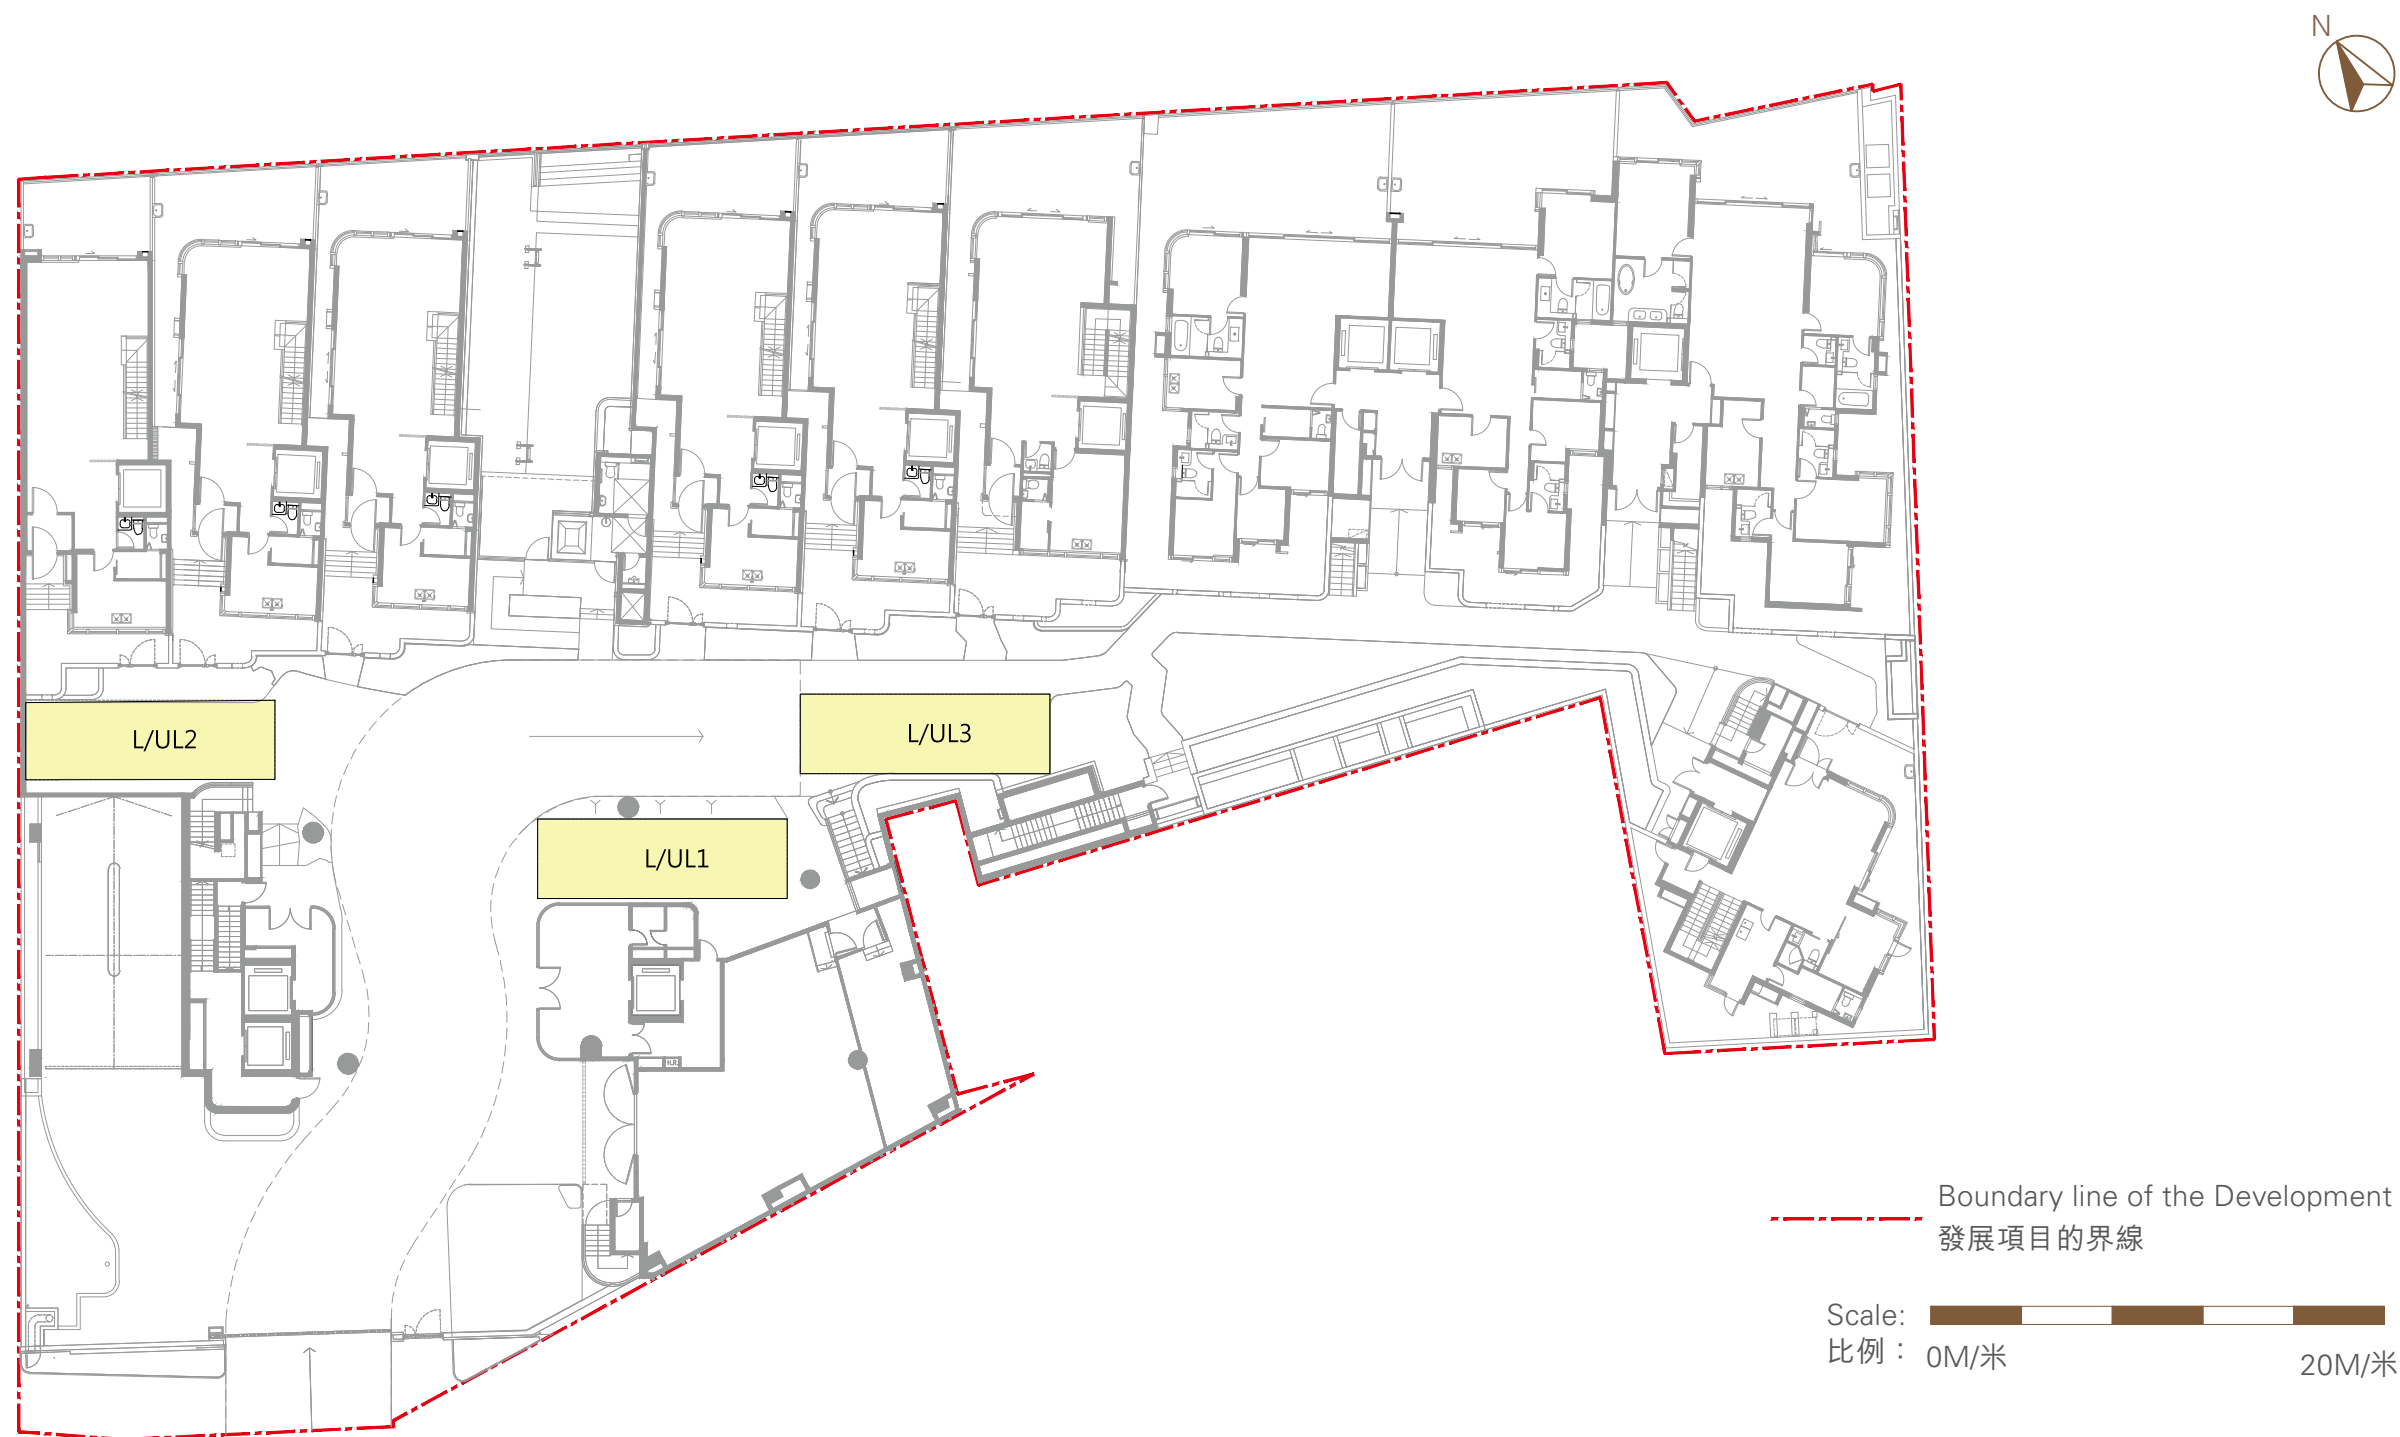 N
L/UL2
L/UL3
L/UL1
H.R.
Boundary line of the Development
發展項目的界線
Scale:
比例：
0M/米
20M/米